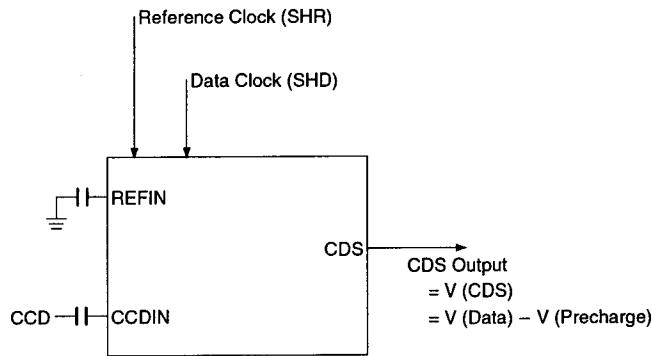 Reference Clock (SHR)
Data Clock (SHD)
REFIN
CDS
CDS Output
= V (CDS)
= V (Data) – V (Precharge)
CCD
CCDIN